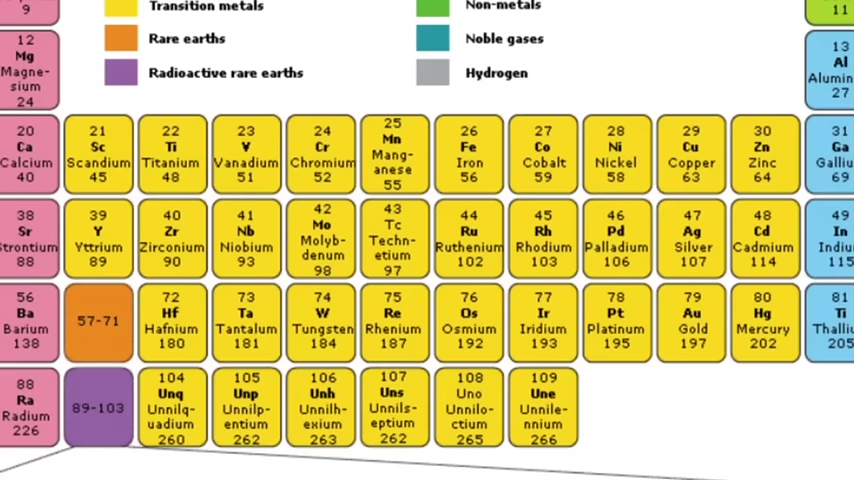 9
Transition metals
Non-metals
11
Rare earths
Noble gases
Radioactive rare earths
Hydrogen
12
Mg
Magne-
sium
24
13
Al
Alumin
27
20
Ca
Calcium
40
21
Sc
Scandium
45
22
Ti
Titanium
48
23
V
Vanadium
51
24
Cr
Chromium
52
25
Mn
Mang-
anese
55
26
Fe
Iron
56
27
Co
Cobalt
59
28
Ni
Nickel
58
29
Cu
Copper
63
30
Zn
Zinc
64
31
Ga
Galliu
69
38
Sr
Strontium
88
39
Y
Yttrium
89
40
Zr
Zirconium
90
41
Nb
Niobium
93
42
Mo
Molyb-
denum
98
43
Tc
Techn-
etium
97
44
Ru
Ruthenium
102
45
Rh
Rhodium
103
46
Pd
Palladium
106
47
Ag
Silver
107
48
Cd
Cadmium
114
49
In
Indiu
115
56
Ba
Barium
138
57-71
72
Hf
Hafnium
180
73
Ta
Tantalum
181
74
W
Tungsten
184
75
Re
Rhenium
187
76
Os
Osmium
192
77
Ir
Iridium
193
78
Pt
Platinum
195
79
Au
Gold
197
80
Hg
Mercury
202
81
Ti
Thalliu
205
88
Ra
Radium
226
89-103
104
Unq
Unnilq-
uadium
260
105
Unp
Unnilp-
entium
262
106
Unh
Unnilh-
exium
263
107
Uns
Unnils-
eptium
262
108
Uno
Unnilo-
ctium
265
109
Une
Unnile-
nnium
266